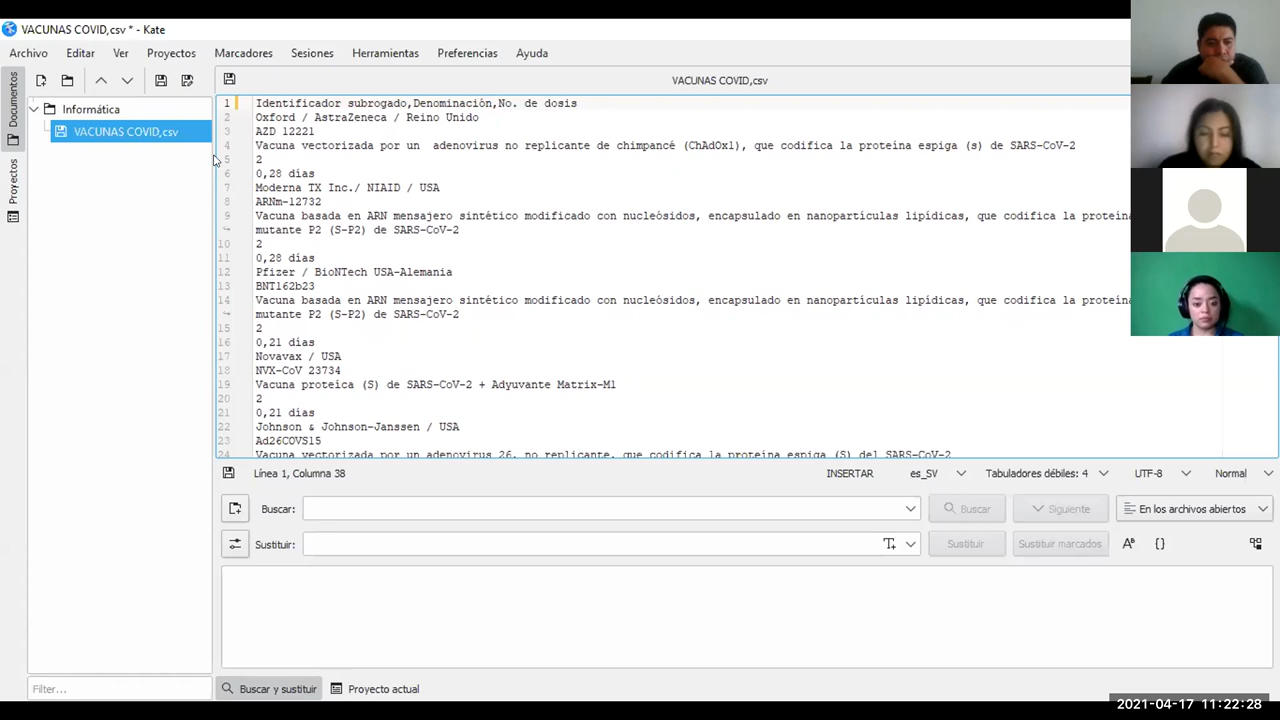 VACUNAS COVID,csv * - Kate
Archivo Editar Ver Proyectos Marcadores Sesiones Herramientas Preferencias Ayuda
Documentos
Proyectos
Informática
VACUNAS COVID,csv
VACUNAS COVID,csv
1 Identificador subrogado,Denominación,No. de dosis
2 Oxford / AstraZeneca / Reino Unido
3 AZD 12221
4 Vacuna vectorizada por un  adenovirus no replicante de chimpancé (ChAdOx1), que codifica la proteína espiga (s) de SARS-CoV-2
5 2
6 0,28 días
7 Moderna TX Inc./ NIAID / USA
8 ARNm-12732
9 Vacuna basada en ARN mensajero sintético modificado con nucleósidos, encapsulado en nanopartículas lipídicas, que codifica la proteína
mutante P2 (S-P2) de SARS-CoV-2
10 2
11 0,28 días
12 Pfizer / BioNTech USA-Alemania
13 BNT162b23
14 Vacuna basada en ARN mensajero sintético modificado con nucleósidos, encapsulado en nanopartículas lipídicas, que codifica la proteína
mutante P2 (S-P2) de SARS-CoV-2
15 2
16 0,21 días
17 Novavax / USA
18 NVX-CoV 23734
19 Vacuna proteíca (S) de SARS-CoV-2 + Adyuvante Matrix-M1
20 2
21 0,21 días
22 Johnson & Johnson-Janssen / USA
23 Ad26COVS15
24 Vacuna vectorizada por un adenovirus 26, no replicante, que codifica la proteína espiga (S) del SARS-CoV-2
Línea 1, Columna 38 INSERTAR es_SV Tabuladores débiles: 4 UTF-8 Normal
Buscar: Buscar Siguiente En los archivos abiertos
Sustituir: Sustituir Sustituir marcados
Filter... Buscar y sustituir Proyecto actual
2021-04-17 11:22:28